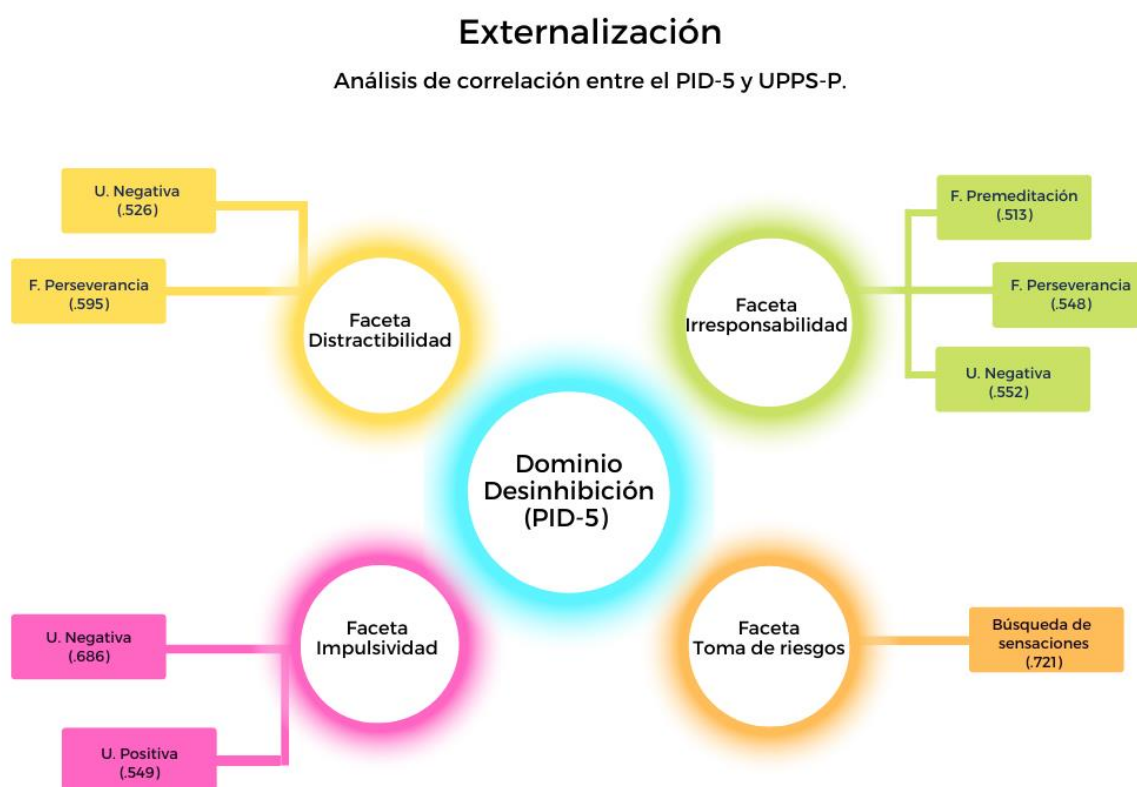 Externalización
Análisis de correlación entre el PID-5 y UPPS-P.
U. Negativa
(.526)
F. Perseverancia
(.595)
Faceta
Distractibilidad
Faceta
Irresponsabilidad
F. Premeditación
(.513)
F. Perseverancia
(.548)
U. Negativa
(.552)
Dominio
Desinhibición
(PID-5)
U. Negativa
(.686)
U. Positiva
(.549)
Faceta
Impulsividad
Faceta
Toma de riesgos
Búsqueda de
sensaciones
(.721)